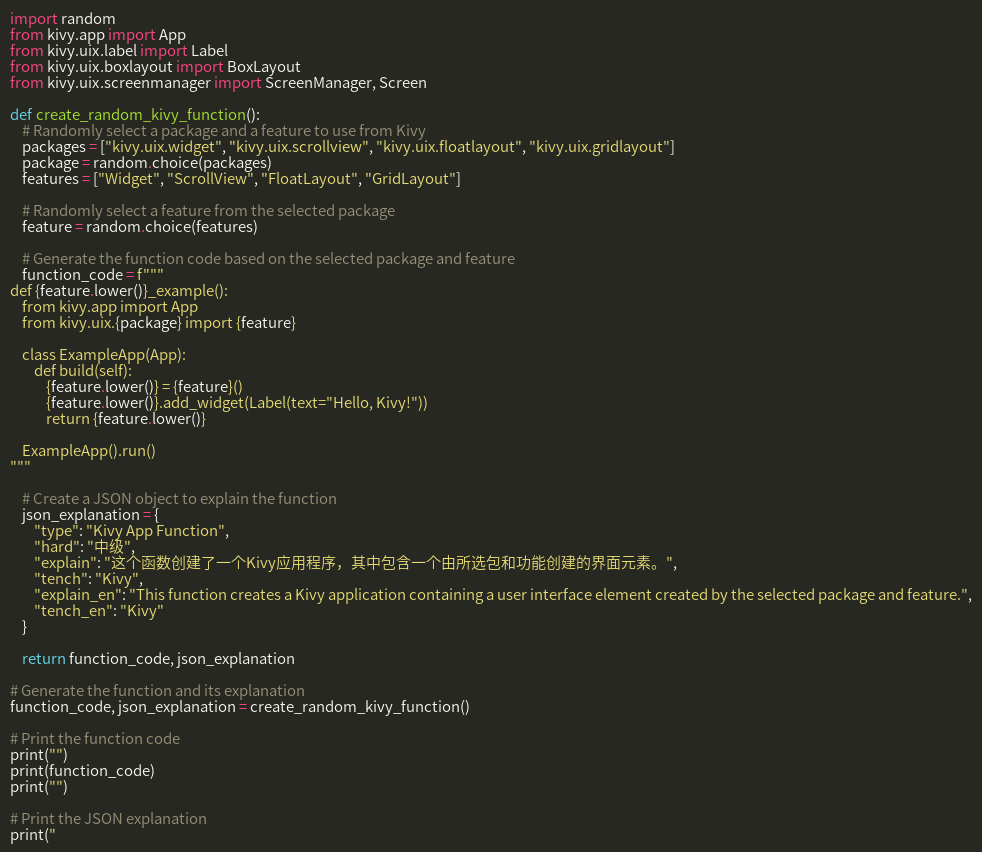 import random
from kivy.app import App
from kivy.uix.label import Label
from kivy.uix.boxlayout import BoxLayout
from kivy.uix.screenmanager import ScreenManager, Screen

def create_random_kivy_function():
    # Randomly select a package and a feature to use from Kivy
    packages = ["kivy.uix.widget", "kivy.uix.scrollview", "kivy.uix.floatlayout", "kivy.uix.gridlayout"]
    package = random.choice(packages)
    features = ["Widget", "ScrollView", "FloatLayout", "GridLayout"]

    # Randomly select a feature from the selected package
    feature = random.choice(features)

    # Generate the function code based on the selected package and feature
    function_code = f"""
def {feature.lower()}_example():
    from kivy.app import App
    from kivy.uix.{package} import {feature}

    class ExampleApp(App):
        def build(self):
            {feature.lower()} = {feature}()
            {feature.lower()}.add_widget(Label(text="Hello, Kivy!"))
            return {feature.lower()}

    ExampleApp().run()
"""

    # Create a JSON object to explain the function
    json_explanation = {
        "type": "Kivy App Function",
        "hard": "中级",
        "explain": "这个函数创建了一个Kivy应用程序，其中包含一个由所选包和功能创建的界面元素。",
        "tench": "Kivy",
        "explain_en": "This function creates a Kivy application containing a user interface element created by the selected package and feature.",
        "tench_en": "Kivy"
    }

    return function_code, json_explanation

# Generate the function and its explanation
function_code, json_explanation = create_random_kivy_function()

# Print the function code
print("")
print(function_code)
print("")

# Print the JSON explanation
print("